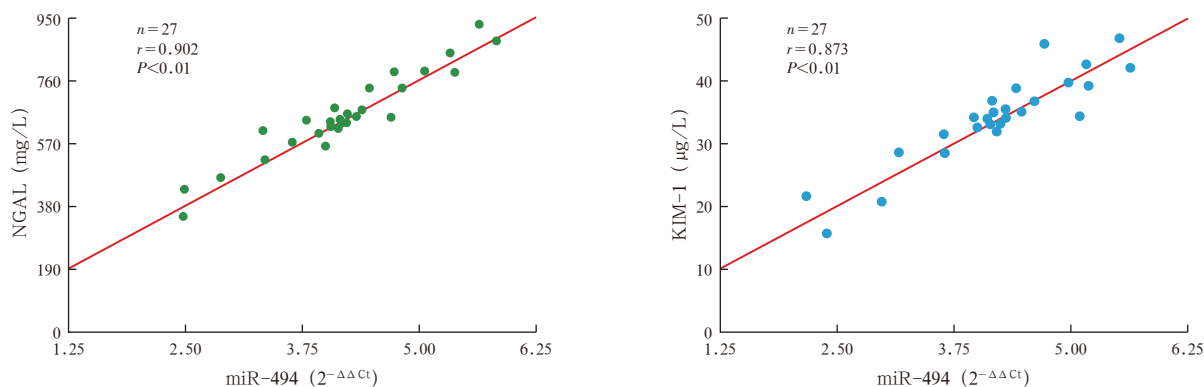 950
760
570
380
190
0
NGAL (mg/L)
n=27
r=0.902
P<0.01
1.25 2.50 3.75 5.00 6.25
miR-494 (2^{-ΔΔCt})
50
40
30
20
10
0
KIM-1 (μg/L)
n=27
r=0.873
P<0.01
1.25 2.50 3.75 5.00 6.25
miR-494 (2^{-ΔΔCt})